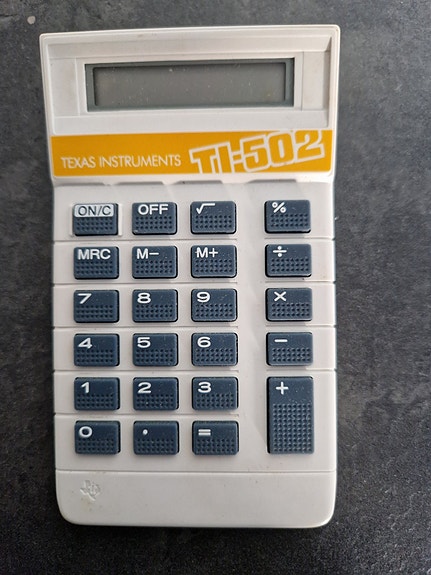 TEXAS INSTRUMENTS TI-502
ON/C OFF √ %
MRC M− M+ ÷
7 8 9 ×
4 5 6 −
1 2 3 +
0 . =